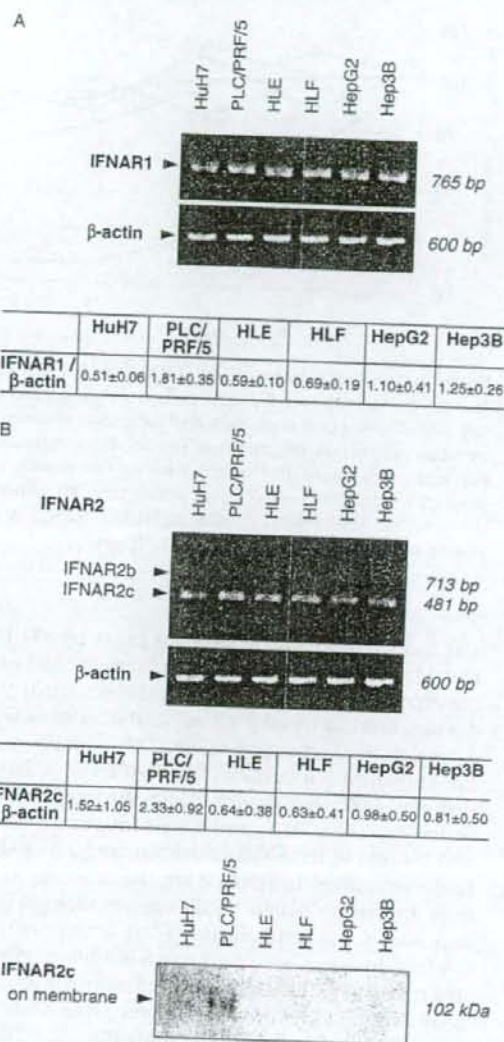 A
HuH7 PLC/PRF/5 HLE HLF HepG2 Hep3B
IFNAR1 765 bp
β-actin 600 bp
HuH7 PLC/PRF/5 HLE HLF HepG2 Hep3B
IFNAR1 / β-actin 0.51±0.06 1.81±0.35 0.59±0.10 0.69±0.19 1.10±0.41 1.25±0.26
B
HuH7 PLC/PRF/5 HLE HLF HepG2 Hep3B
IFNAR2
IFNAR2b 713 bp
IFNAR2c 481 bp
β-actin 600 bp
HuH7 PLC/PRF/5 HLE HLF HepG2 Hep3B
FNAR2c β-actin 1.52±1.05 2.33±0.92 0.64±0.38 0.63±0.41 0.98±0.50 0.81±0.50
HuH7 PLC/PRF/5 HLE HLF HepG2 Hep3B
IFNAR2c
on membrane 102 kDa